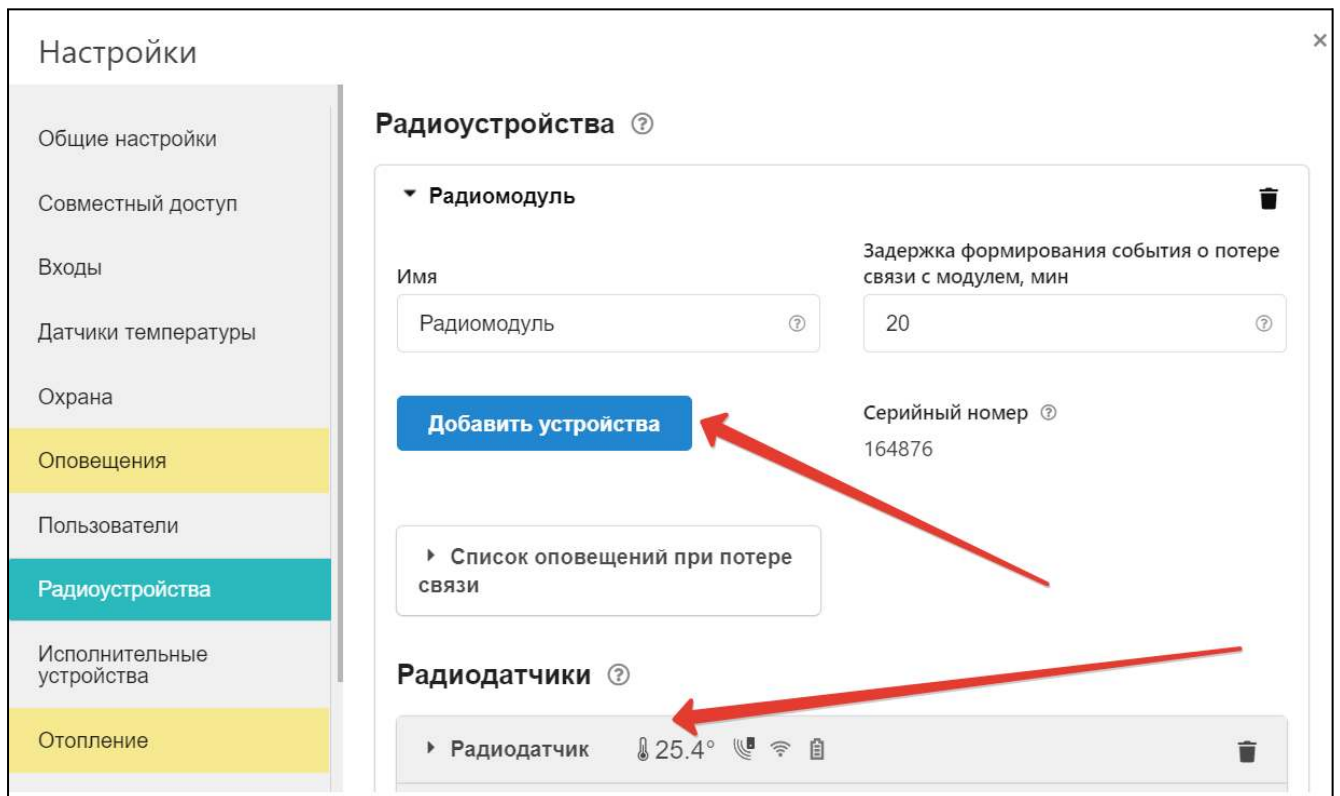 Настройки
Общие настройки
Совместный доступ
Входы
Датчики температуры
Охрана
Оповещения
Пользователи
Радиоустройства
Исполнительные
устройства
Отопление
Радиоустройства
Радиомодуль
Имя
Радиомодуль
Задержка формирования события о потере
связи с модулем, мин
20
Добавить устройства
Серийный номер
164876
Список оповещений при потере
связи
Радиодатчики
Радиодатчик 25.4°